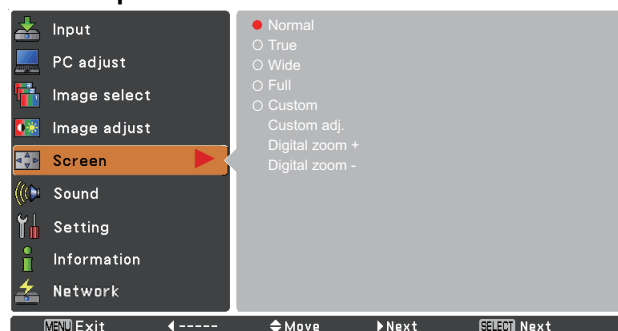 Input
PC adjust
Image select
Image adjust
Screen
Sound
Setting
Information
Network
Normal
True
Wide
Full
Custom
Custom adj.
Digital zoom +
Digital zoom -
MENU Exit ----- Move Next SELECT Next